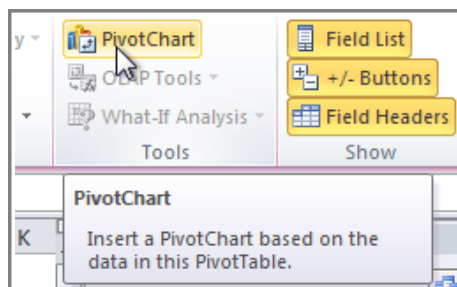 y
PivotChart
OLAP Tools
What-If Analysis
Tools
Field List
+/- Buttons
Field Headers
Show
K
PivotChart
Insert a PivotChart based on the
data in this PivotTable.